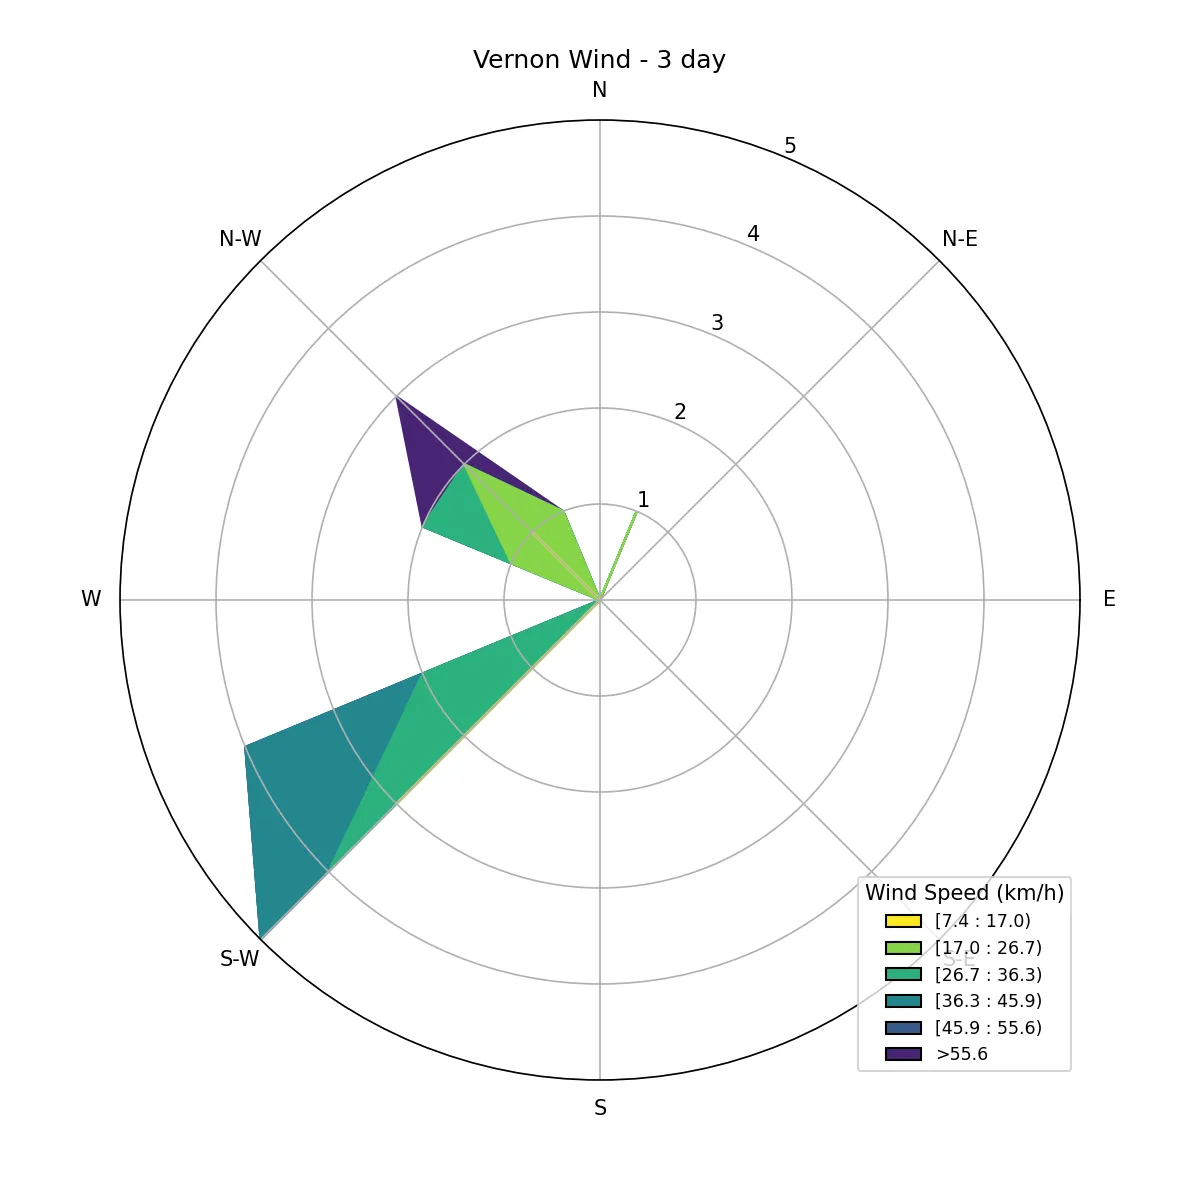 Vernon Wind - 3 day
N
5
N-W
N-E
4
3
2
1
W
E
S-W
S-E
S
Wind Speed (km/h)
[7.4 : 17.0)
[17.0 : 26.7)
[26.7 : 36.3)
[36.3 : 45.9)
[45.9 : 55.6)
>55.6